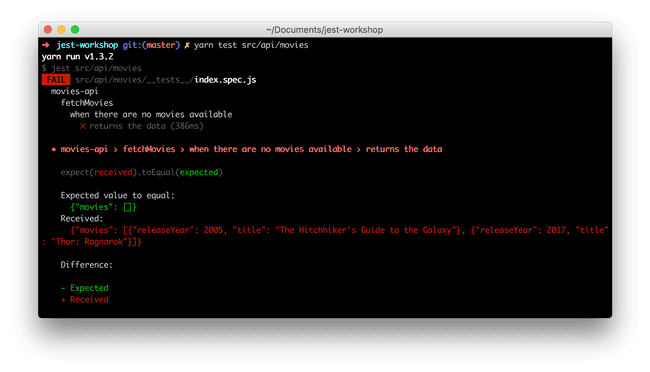 ~/Documents/jest-workshop
➜ jest-workshop git:(master) ✗ yarn test src/api/movies
yarn run v1.3.2
$ jest src/api/movies
FAIL src/api/movies/__tests__/index.spec.js
movies-api
fetchMovies
when there are no movies available
✕ returns the data (386ms)
● movies-api › fetchMovies › when there are no movies available › returns the data
expect(received).toEqual(expected)
Expected value to equal:
{"movies": []}
Received:
{"movies": [{"releaseYear": 2005, "title": "The Hitchhiker's Guide to the Galaxy"}, {"releaseYear": 2017, "title"
: "Thor: Ragnarok"}]}
Difference:
- Expected
+ Received